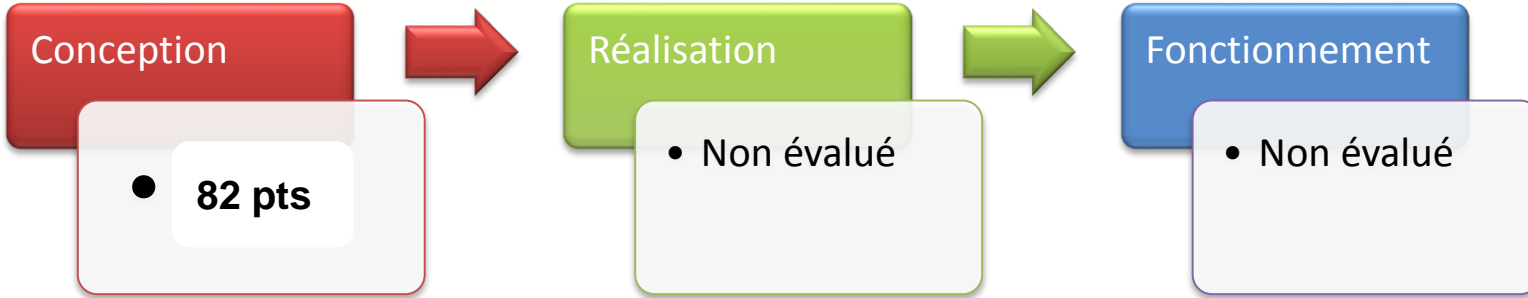 Conception
• 82 pts
Réalisation
• Non évalué
Fonctionnement
• Non évalué